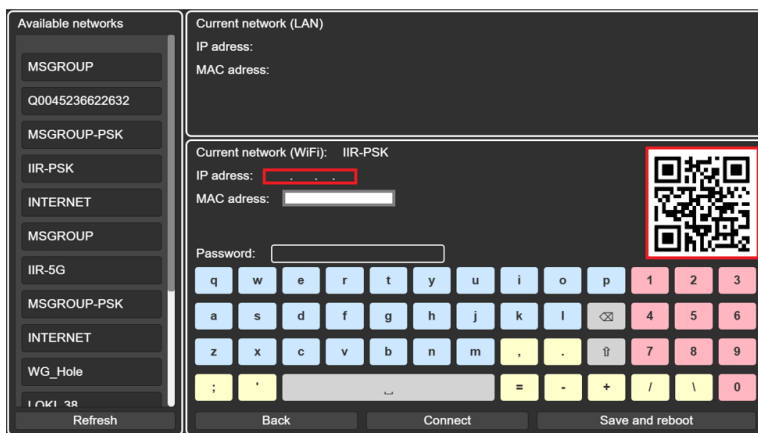 Available networks
MSGROUP
Q0045236622632
MSGROUP-PSK
IIR-PSK
INTERNET
MSGROUP
IIR-5G
MSGROUP-PSK
INTERNET
WG_Hole
LOKI_38
Refresh
Current network (LAN)
IP adress:
MAC adress:
Current network (WiFi): IIR-PSK
IP adress: . . .
MAC adress:
Password:
q w e r t y u i o p 1 2 3
a s d f g h j k l ⌫ 4 5 6
z x c v b n m , . ⇧ 7 8 9
; ' ␣ = - + / \ 0
Back Connect Save and reboot